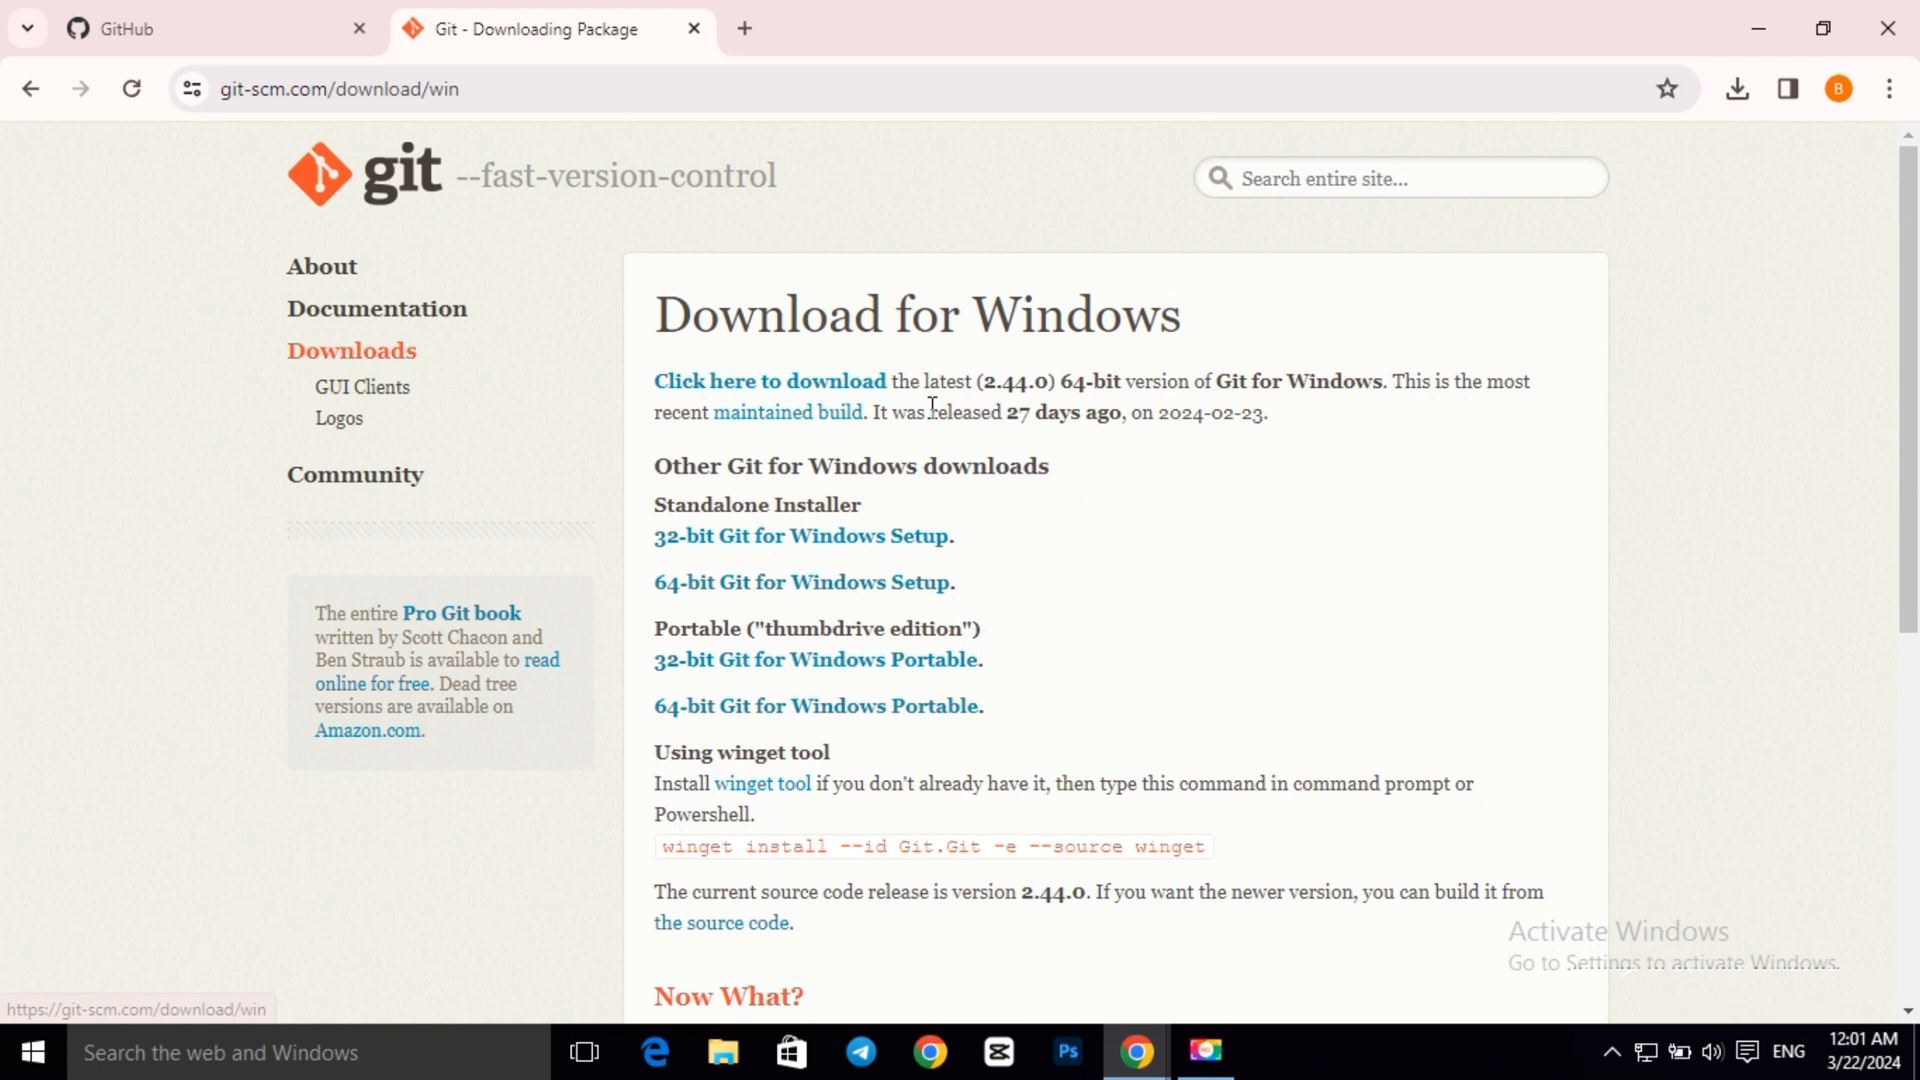 GitHub
Git - Downloading Package
git-scm.com/download/win
B
git --fast-version-control
Search entire site...
About
Documentation
Downloads
GUI Clients
Logos
Community
The entire Pro Git book
written by Scott Chacon and
Ben Straub is available to read
online for free. Dead tree
versions are available on
Amazon.com.
Download for Windows
Click here to download the latest (2.44.0) 64-bit version of Git for Windows. This is the most
recent maintained build. It was released 27 days ago, on 2024-02-23.
Other Git for Windows downloads
Standalone Installer
32-bit Git for Windows Setup.
64-bit Git for Windows Setup.
Portable ("thumbdrive edition")
32-bit Git for Windows Portable.
64-bit Git for Windows Portable.
Using winget tool
Install winget tool if you don't already have it, then type this command in command prompt or
Powershell.
winget install --id Git.Git -e --source winget
The current source code release is version 2.44.0. If you want the newer version, you can build it from
the source code.
Now What?
Activate Windows
Go to Settings to activate Windows.
https://git-scm.com/download/win
Search the web and Windows
Ps
ENG
12:01 AM
3/22/2024